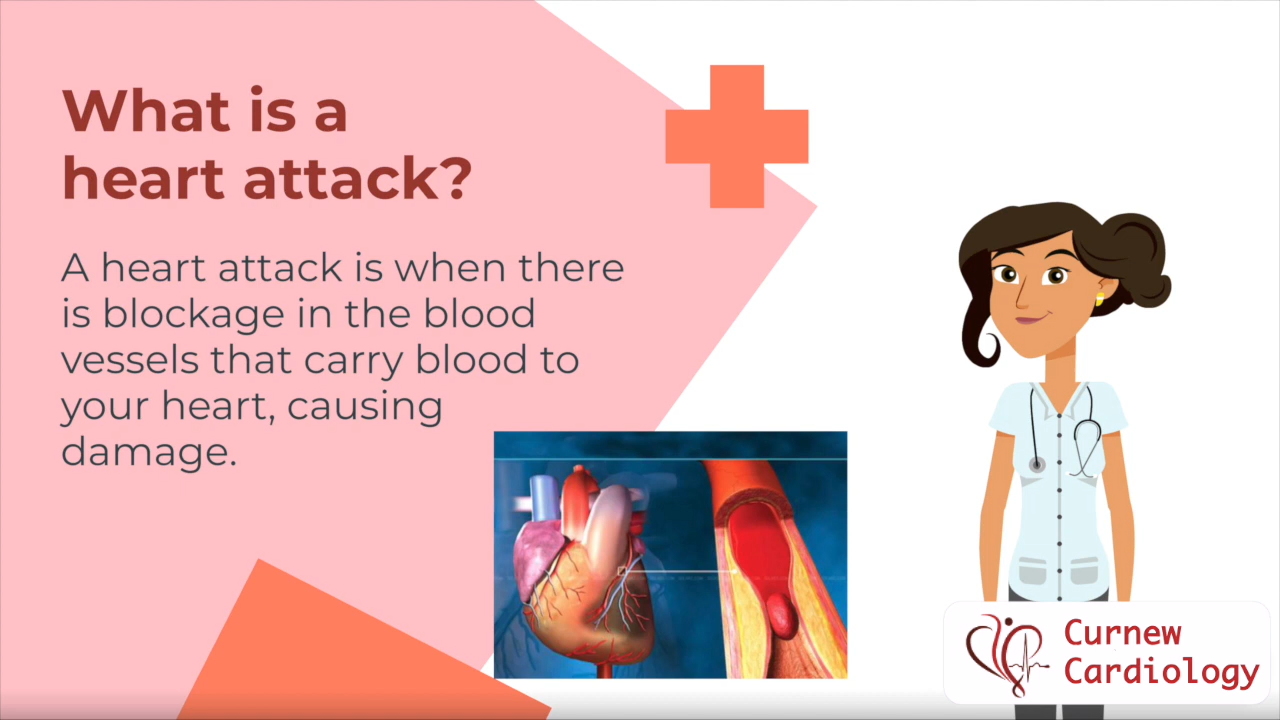 What is a
heart attack?
A heart attack is when there
is blockage in the blood
vessels that carry blood to
your heart, causing
damage.
Curnew
Cardiology